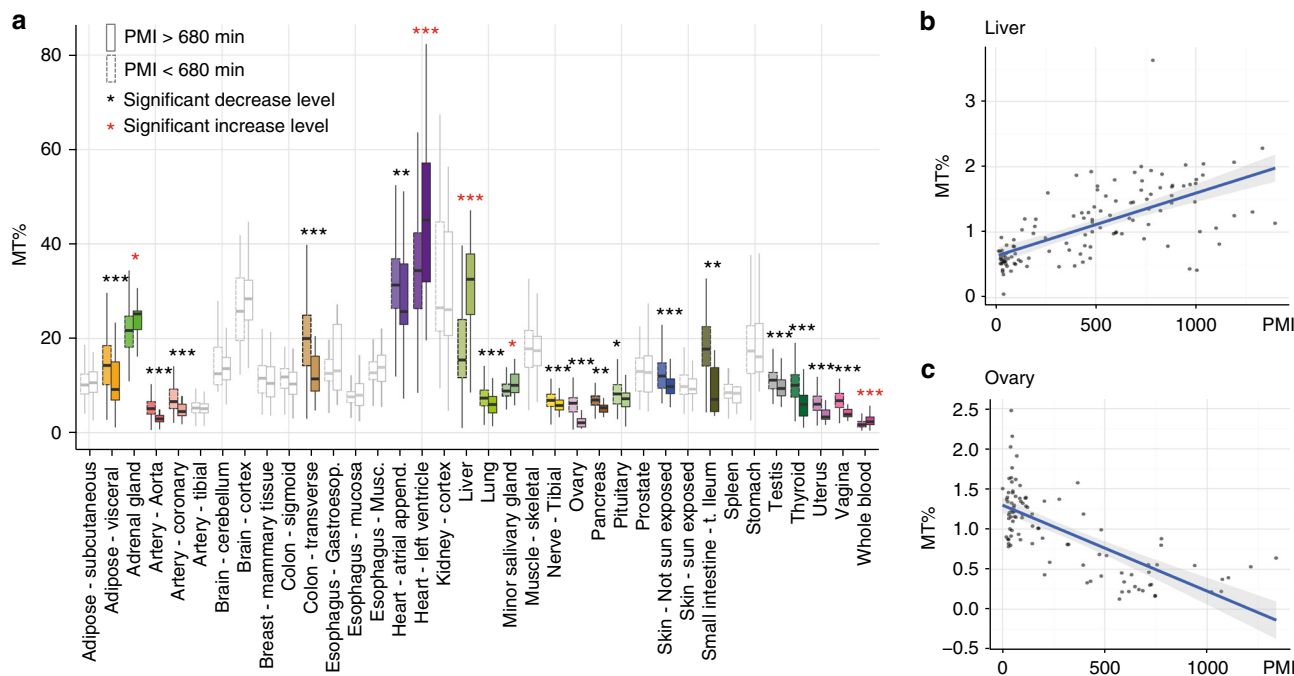 a
PMI > 680 min
PMI < 680 min
* Significant decrease level
* Significant increase level
MT%
80
60
40
20
0
***
*
***
***
***
**
***
***
***
*
***
***
**
*
***
**
***
***
***
***
***
Adipose - subcutaneous
Adipose - visceral
Adrenal gland
Artery - Aorta
Artery - coronary
Artery - tibial
Brain - cerebellum
Brain - cortex
Breast - mammary tissue
Colon - sigmoid
Colon - transverse
Esophagus - Gastroesop.
Esophagus - mucosa
Esophagus - Musc.
Heart - atrial append.
Heart - left ventricle
Kidney - cortex
Liver
Lung
Minor salivary gland
Muscle - skeletal
Nerve - Tibial
Ovary
Pancreas
Pituitary
Prostate
Skin - Not sun exposed
Skin - sun exposed
Small intestine - t. Ileum
Spleen
Stomach
Testis
Thyroid
Uterus
Vagina
Whole blood
b
Liver
MT%
3
2
1
0
0 500 1000 PMI
c
Ovary
MT%
2.5
2.0
1.5
1.0
0.5
0.0
−0.5
0 500 1000 PMI